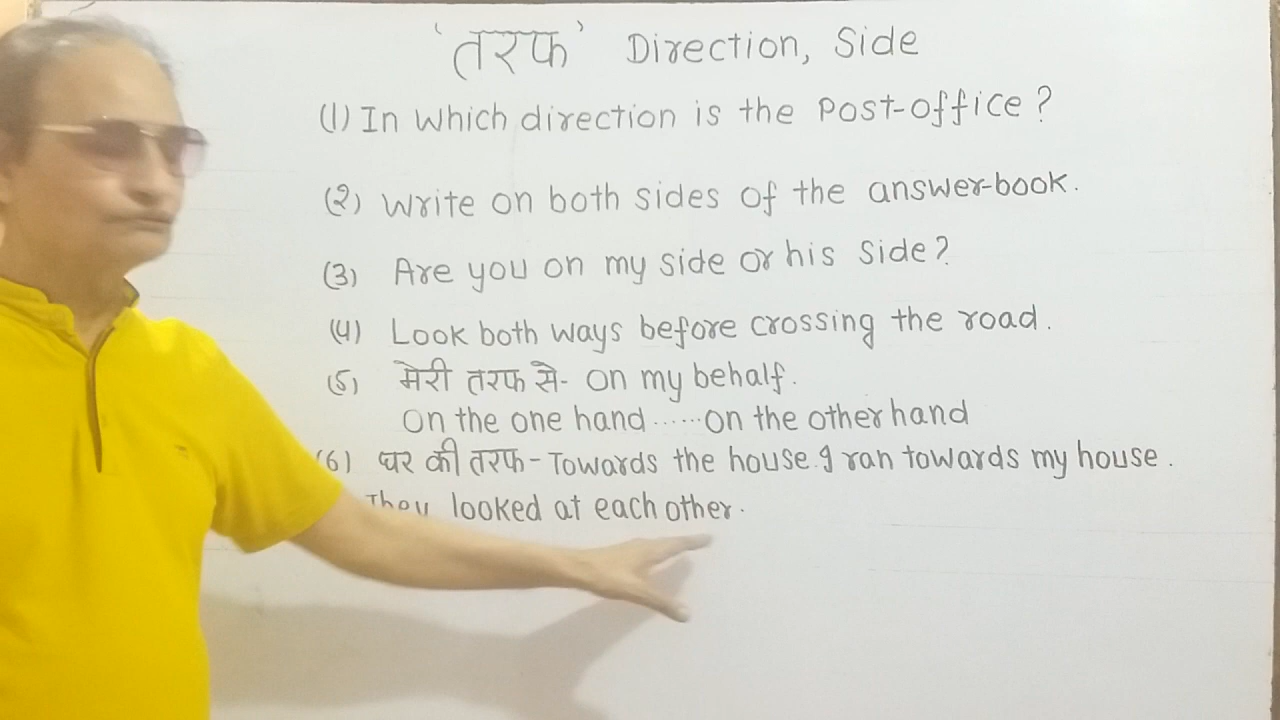 'तरफ' Direction, Side
(1) In which direction is the Post-office?
(2) Write on both sides of the answer-book.
(3) Are you on my side or his side?
(4) Look both ways before crossing the road.
(5) मेरी तरफ से- on my behalf.
On the one hand ...... on the other hand
(6) घर की तरफ - Towards the house. I ran towards my house.
They looked at each other.